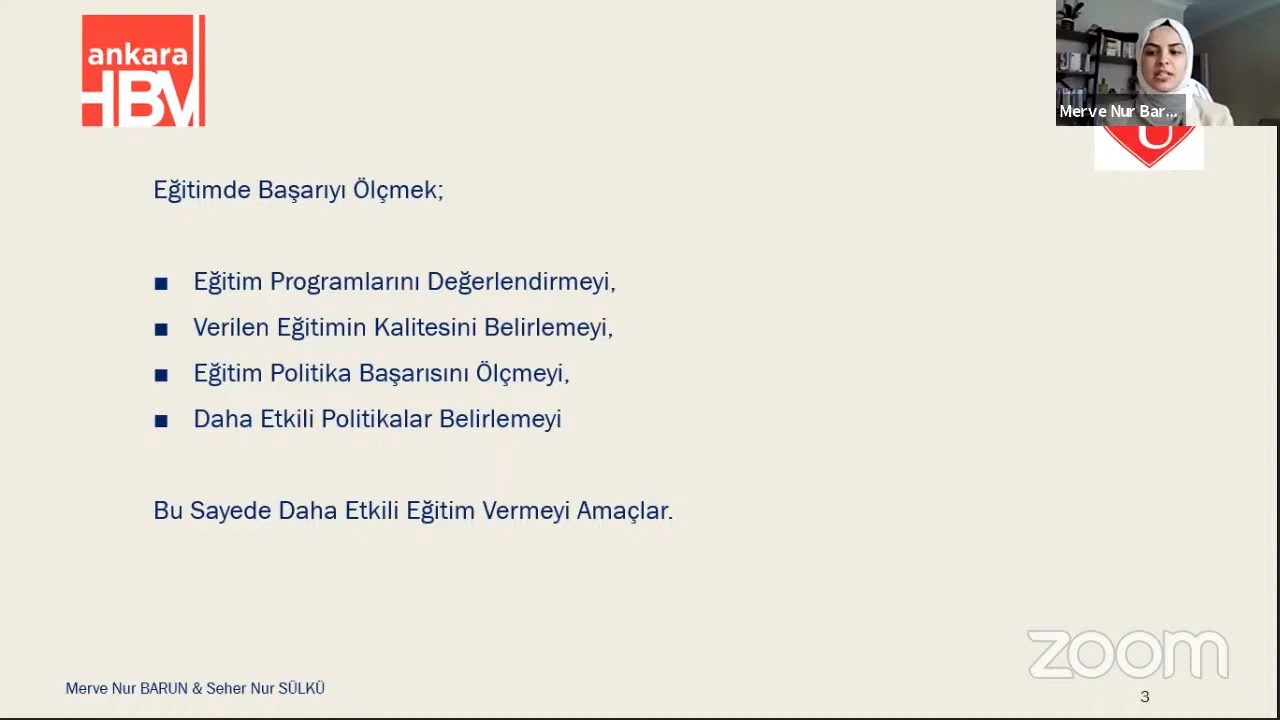 ankara
HBV
Merve Nur Bar...
U
Eğitimde Başarıyı Ölçmek;
■ Eğitim Programlarını Değerlendirmeyi,
■ Verilen Eğitimin Kalitesini Belirlemeyi,
■ Eğitim Politika Başarısını Ölçmeyi,
■ Daha Etkili Politikalar Belirlemeyi
Bu Sayede Daha Etkili Eğitim Vermeyi Amaçlar.
zoom
Merve Nur BARUN & Seher Nur SÜLKÜ
3